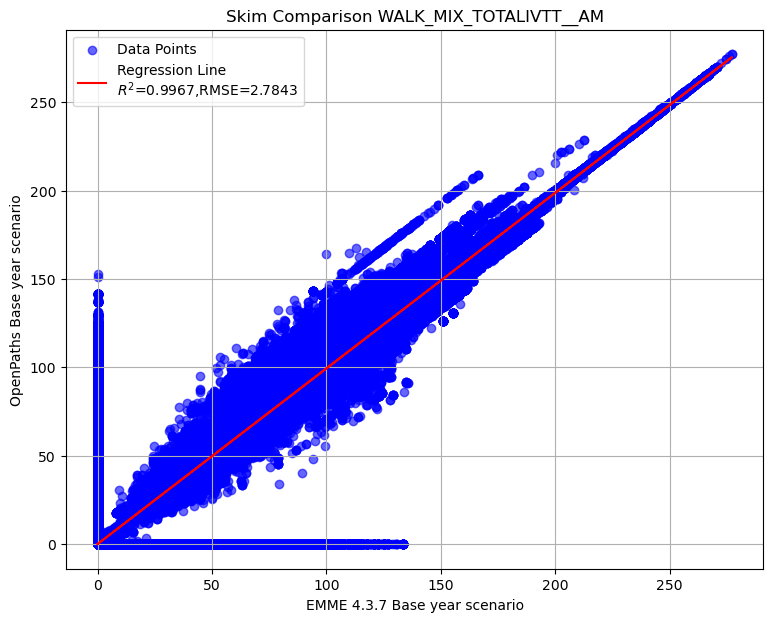 Skim Comparison WALK_MIX_TOTALIVTT__AM
Data Points
Regression Line
R²=0.9967,RMSE=2.7843
OpenPaths Base year scenario
250
200
150
100
50
0
0 50 100 150 200 250
EMME 4.3.7 Base year scenario